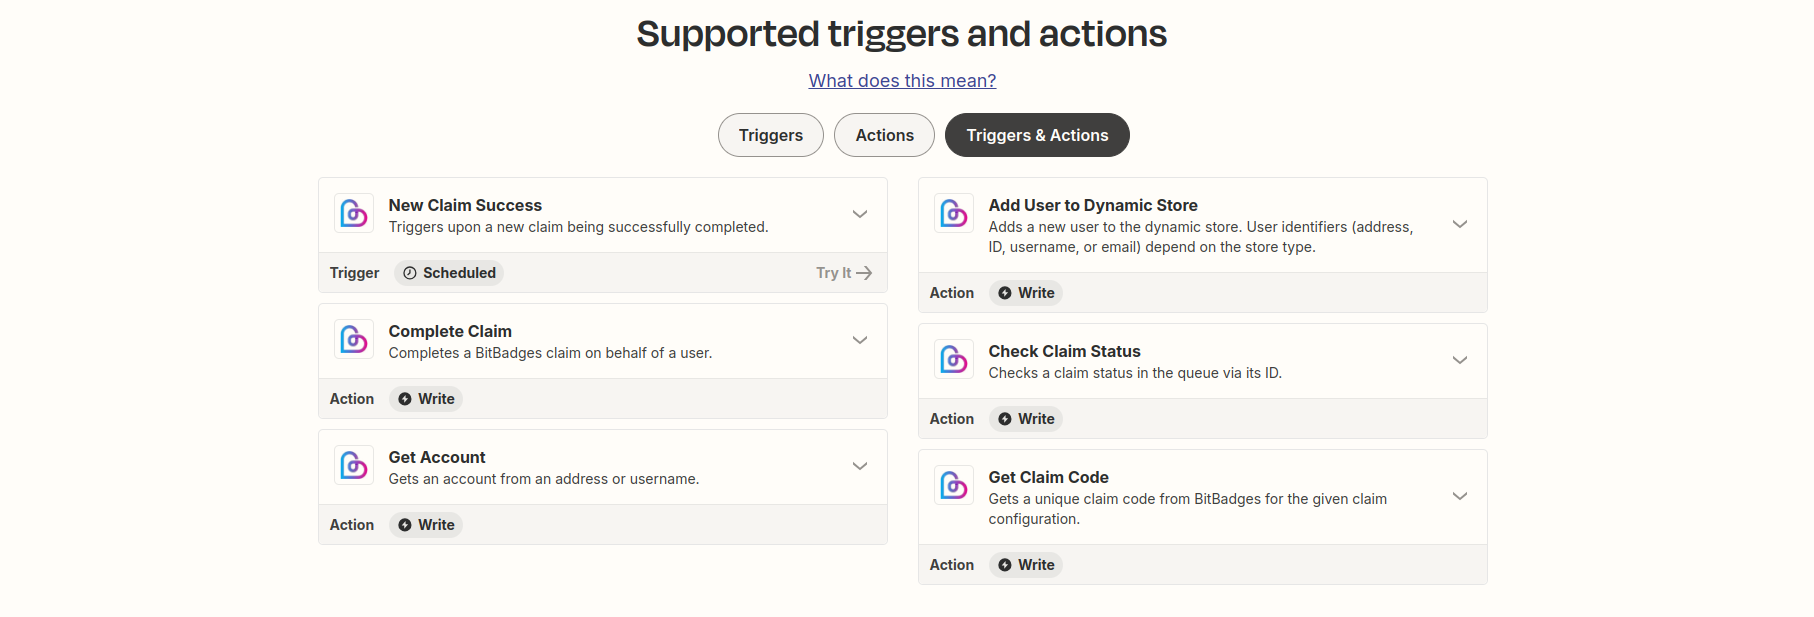 Supported triggers and actions
What does this mean?
Triggers
Actions
Triggers & Actions
New Claim Success
Triggers upon a new claim being successfully completed.
Trigger
Scheduled
Try It
Complete Claim
Completes a BitBadges claim on behalf of a user.
Action
Write
Get Account
Gets an account from an address or username.
Action
Write
Add User to Dynamic Store
Adds a new user to the dynamic store. User identifiers (address,
ID, username, or email) depend on the store type.
Action
Write
Check Claim Status
Checks a claim status in the queue via its ID.
Action
Write
Get Claim Code
Gets a unique claim code from BitBadges for the given claim
configuration.
Action
Write